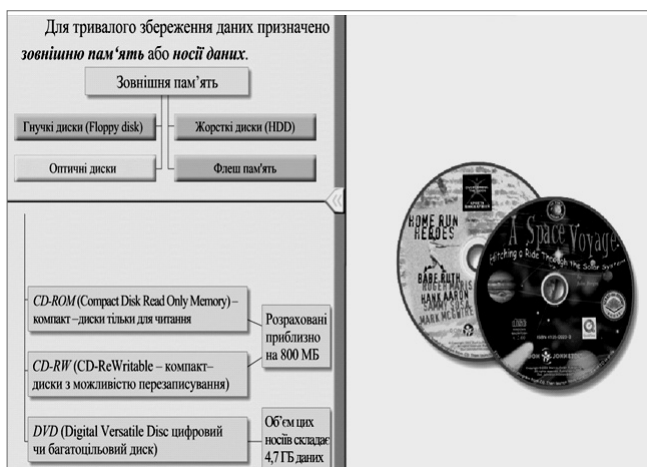 Для тривалого збереження даних призначено
зовнішню пам‘ять або носії даних.
Зовнішня пам’ять
Гнучкі диски (Floppy disk)
Жорсткі диски (HDD)
Оптичні диски
Флеш пам'ять
CD-ROM (Compact Disk Read Only Memory) –
компакт –диски тільки для читання
Розраховані
приблизно
на 800 МБ
CD-RW (CD-ReWritable – компакт–
диски з можливістю перезаписування)
DVD (Digital Versatile Disc цифровий
чи багатоцільовий диск)
Об’єм цих
носіїв складає
4,7 ГБ даних
HOME RUN
HEROES
BABE RUTH
ROGER MARIS
HANK AARON
SAMMY SOSA
MARK MCGWIRE
A Space Voyage
Hitching a Ride Through the Solar System